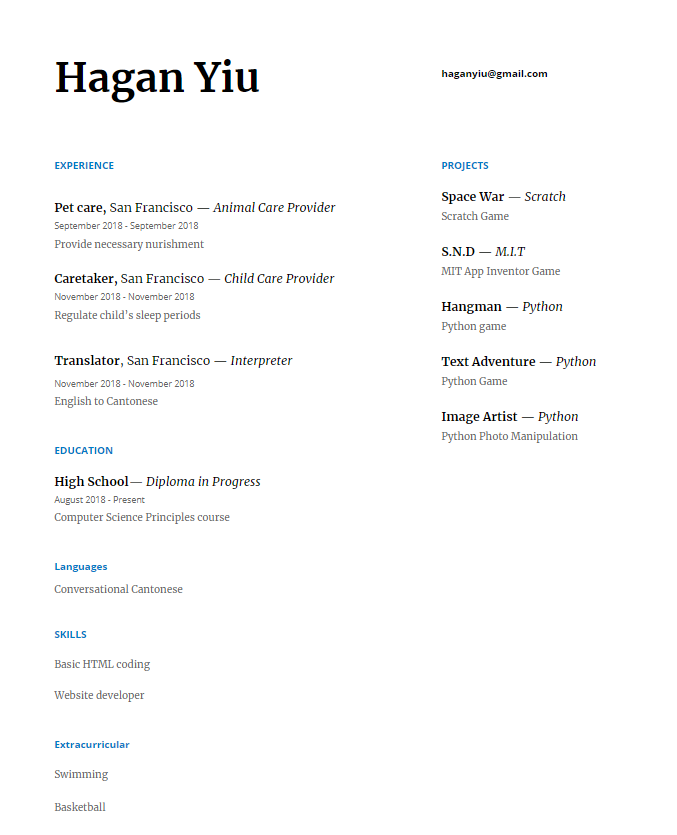 Hagan Yiu
haganyiu@gmail.com
EXPERIENCE
Pet care, San Francisco — Animal Care Provider
September 2018 - September 2018
Provide necessary nurishment
Caretaker, San Francisco — Child Care Provider
November 2018 - November 2018
Regulate child's sleep periods
Translator, San Francisco — Interpreter
November 2018 - November 2018
English to Cantonese
EDUCATION
High School— Diploma in Progress
August 2018 - Present
Computer Science Principles course
Languages
Conversational Cantonese
SKILLS
Basic HTML coding
Website developer
Extracurricular
Swimming
Basketball
PROJECTS
Space War — Scratch
Scratch Game
S.N.D — M.I.T
MIT App Inventor Game
Hangman — Python
Python game
Text Adventure — Python
Python Game
Image Artist — Python
Python Photo Manipulation